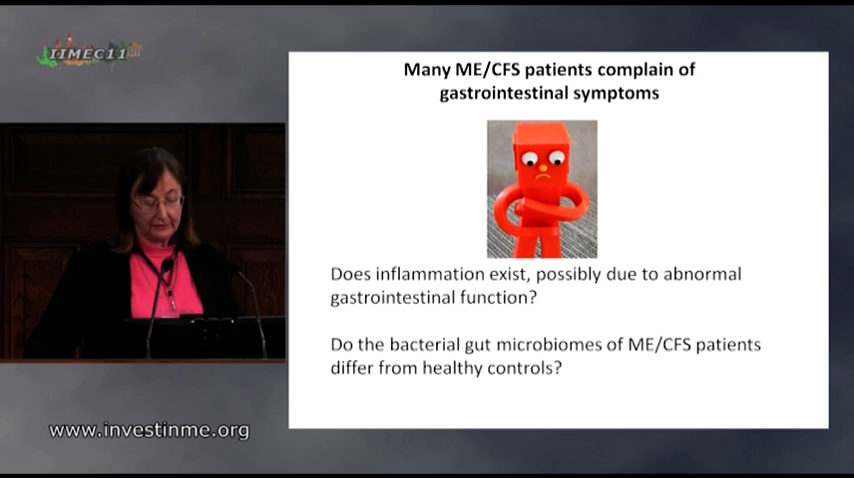 IIMEC11
Many ME/CFS patients complain of
gastrointestinal symptoms
Does inflammation exist, possibly due to abnormal
gastrointestinal function?
Do the bacterial gut microbiomes of ME/CFS patients
differ from healthy controls?
www.investinme.org